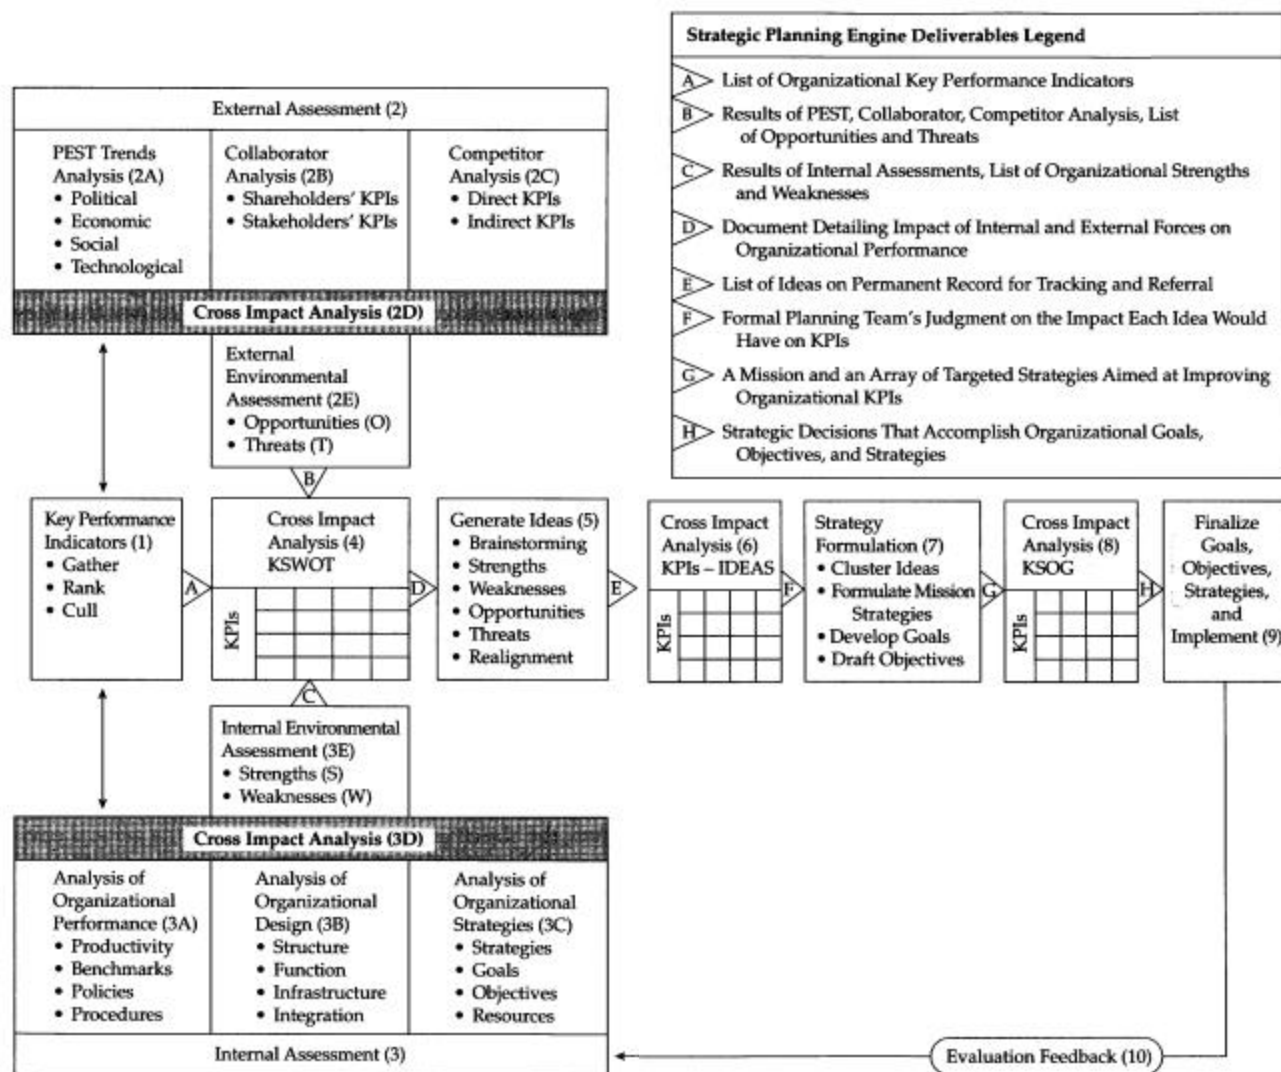 Strategic Planning Engine Deliverables Legend
A List of Organizational Key Performance Indicators
B Results of PEST, Collaborator, Competitor Analysis, List
of Opportunities and Threats
C Results of Internal Assessments, List of Organizational Strengths
and Weaknesses
D Document Detailing Impact of Internal and External Forces on
Organizational Performance
E List of Ideas on Permanent Record for Tracking and Referral
F Formal Planning Team's Judgment on the Impact Each Idea Would
Have on KPIs
G A Mission and an Array of Targeted Strategies Aimed at Improving
Organizational KPIs
H Strategic Decisions That Accomplish Organizational Goals,
Objectives, and Strategies
External Assessment (2)
PEST Trends
Analysis (2A)
• Political
• Economic
• Social
• Technological
Collaborator
Analysis (2B)
• Shareholders' KPIs
• Stakeholders' KPIs
Competitor
Analysis (2C)
• Direct KPIs
• Indirect KPIs
Cross Impact Analysis (2D)
External
Environmental
Assessment (2E)
• Opportunities (O)
• Threats (T)
B
Key Performance
Indicators (1)
• Gather
• Rank
• Cull
A
Cross Impact
Analysis (4)
KSWOT
KPIs
D
Generate Ideas (5)
• Brainstorming
• Strengths
• Weaknesses
• Opportunities
• Threats
• Realignment
E
Cross Impact
Analysis (6)
KPIs – IDEAS
KPIs
F
Strategy
Formulation (7)
• Cluster Ideas
• Formulate Mission
Strategies
• Develop Goals
• Draft Objectives
G
Cross Impact
Analysis (8)
KSOG
KPIs
H
Finalize
Goals,
Objectives,
Strategies,
and
Implement (9)
C
Internal Environmental
Assessment (3E)
• Strengths (S)
• Weaknesses (W)
Cross Impact Analysis (3D)
Analysis of
Organizational
Performance (3A)
• Productivity
• Benchmarks
• Policies
• Procedures
Analysis of
Organizational
Design (3B)
• Structure
• Function
• Infrastructure
• Integration
Analysis of
Organizational
Strategies (3C)
• Strategies
• Goals
• Objectives
• Resources
Internal Assessment (3)
Evaluation Feedback (10)